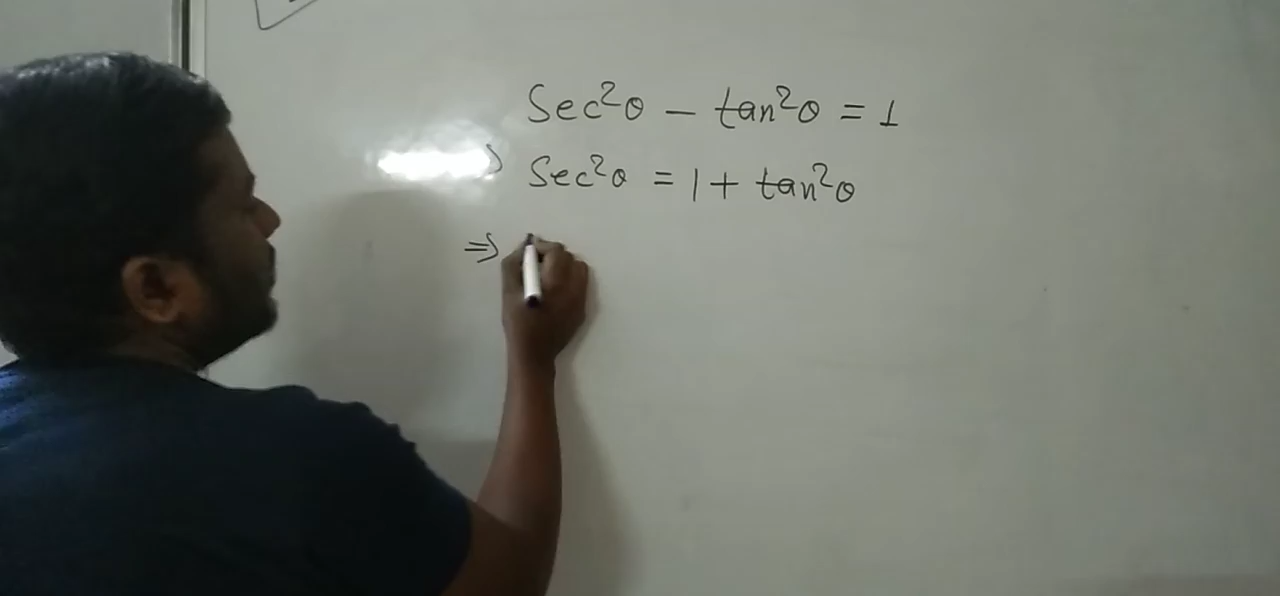 Sec²θ – tan²θ = 1
⇒ Sec²θ = 1 + tan²θ
⇒